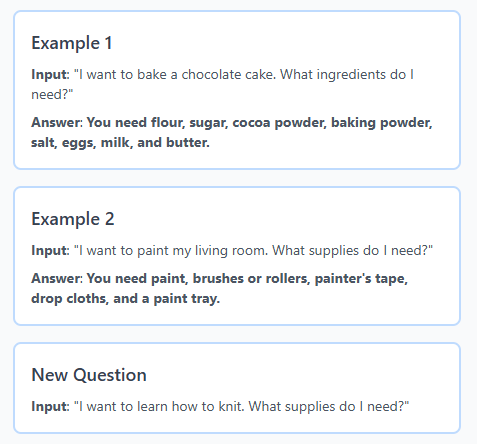 Example 1
Input: "I want to bake a chocolate cake. What ingredients do I
need?"
Answer: You need flour, sugar, cocoa powder, baking powder,
salt, eggs, milk, and butter.
Example 2
Input: "I want to paint my living room. What supplies do I need?"
Answer: You need paint, brushes or rollers, painter's tape,
drop cloths, and a paint tray.
New Question
Input: "I want to learn how to knit. What supplies do I need?"